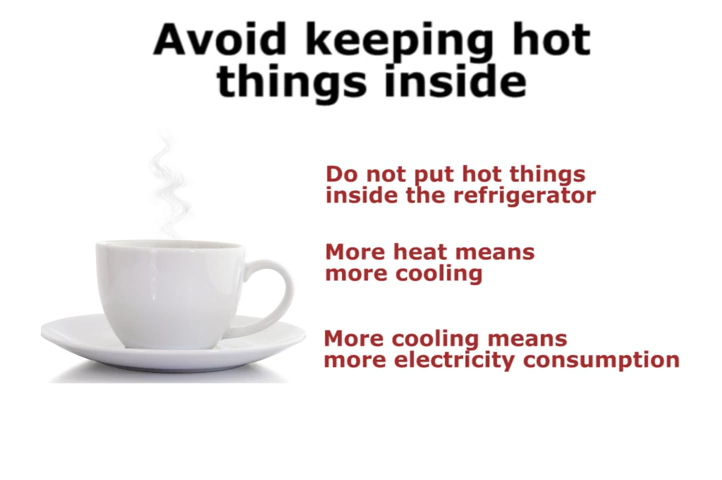 Avoid keeping hot
things inside
Do not put hot things
inside the refrigerator
More heat means
more cooling
More cooling means
more electricity consumption